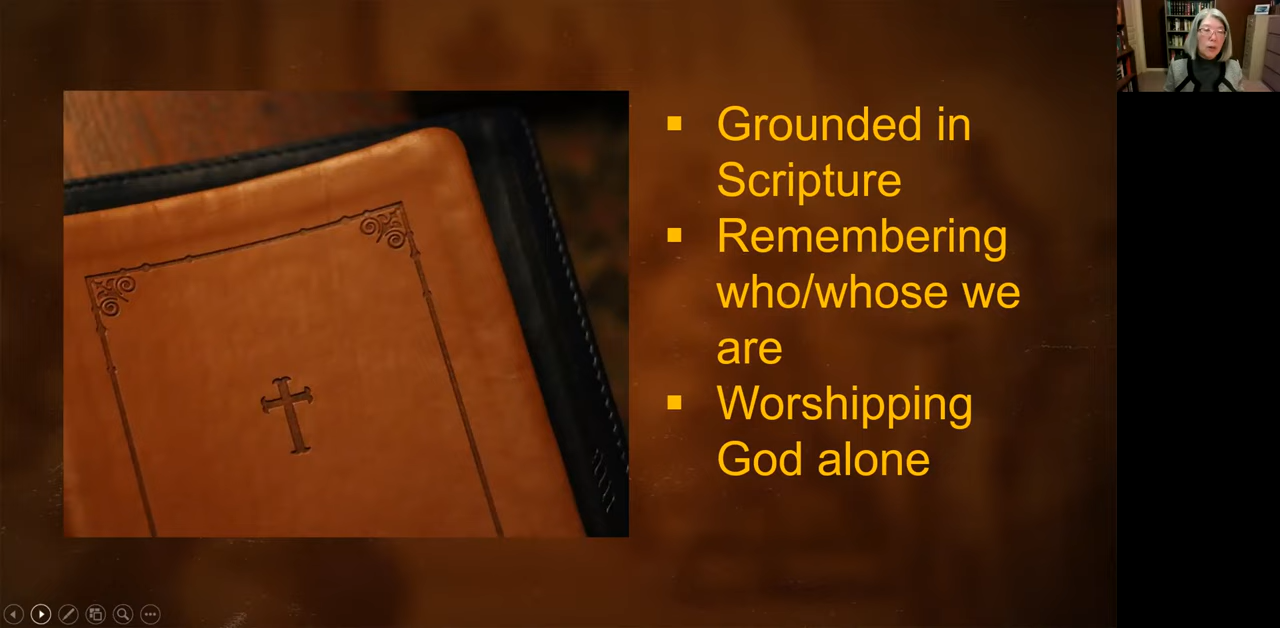 Grounded in
Scripture
Remembering
who/whose we
are
Worshipping
God alone